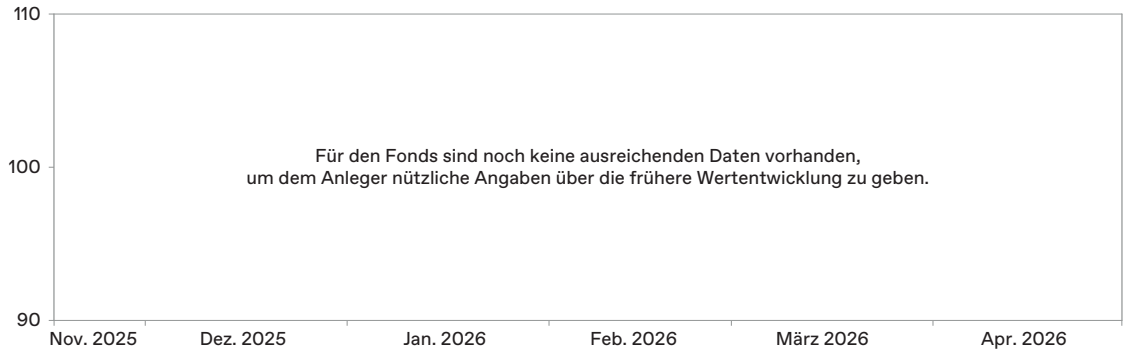 110
100
Für den Fonds sind noch keine ausreichenden Daten vorhanden,
um dem Anleger nützliche Angaben über die frühere Wertentwicklung zu geben.
90
Nov. 2025 Dez. 2025 Jan. 2026 Feb. 2026 März 2026 Apr. 2026